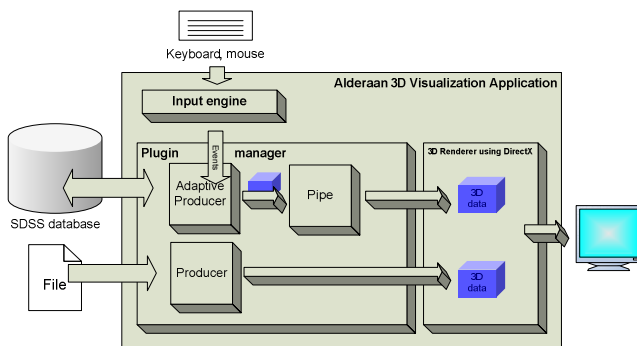 Keyboard, mouse
Alderaan 3D Visualization Application
Input engine
Events
Plugin manager
3D Renderer using DirectX
Adaptive
Producer
Pipe
3D
data
SDSS database
Producer
File
3D
data